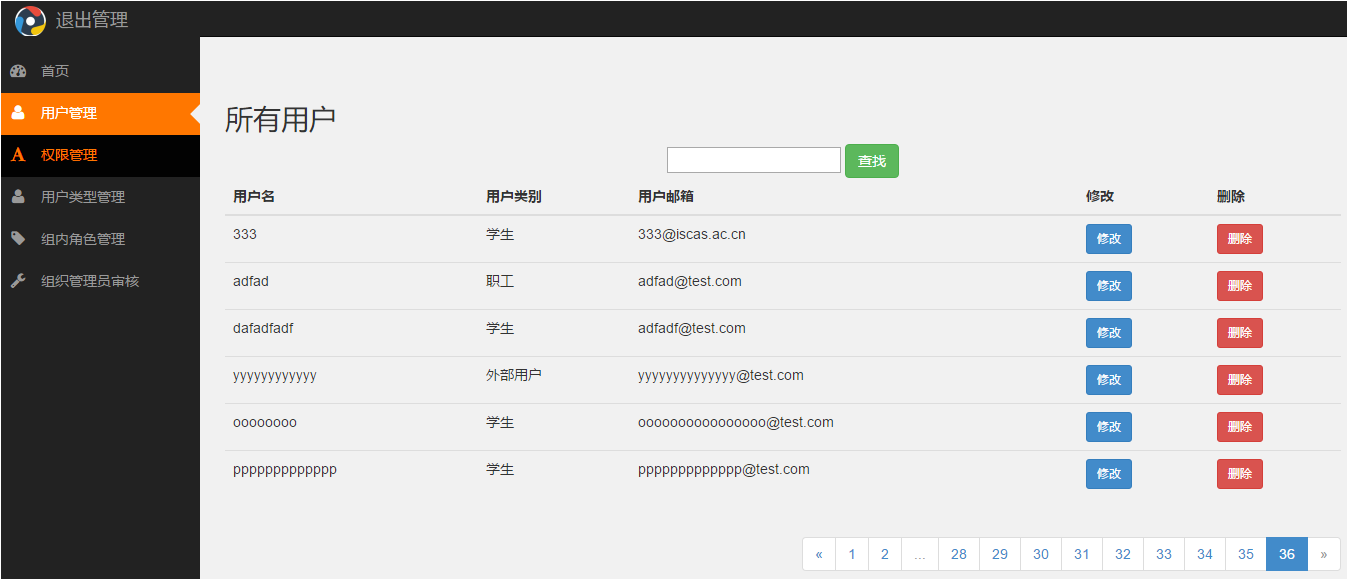 退出管理
首页
用户管理
权限管理
用户类型管理
组内角色管理
组织管理员审核
所有用户
查找
用户名 用户类别 用户邮箱 修改 删除
333 学生 333@iscas.ac.cn 修改 删除
adfad 职工 adfad@test.com 修改 删除
dafadfadf 学生 adfadf@test.com 修改 删除
yyyyyyyyyyyy 外部用户 yyyyyyyyyyyyyy@test.com 修改 删除
oooooooo 学生 oooooooooooooooo@test.com 修改 删除
ppppppppppppp 学生 ppppppppppppp@test.com 修改 删除
« 1 2 ... 28 29 30 31 32 33 34 35 36 »